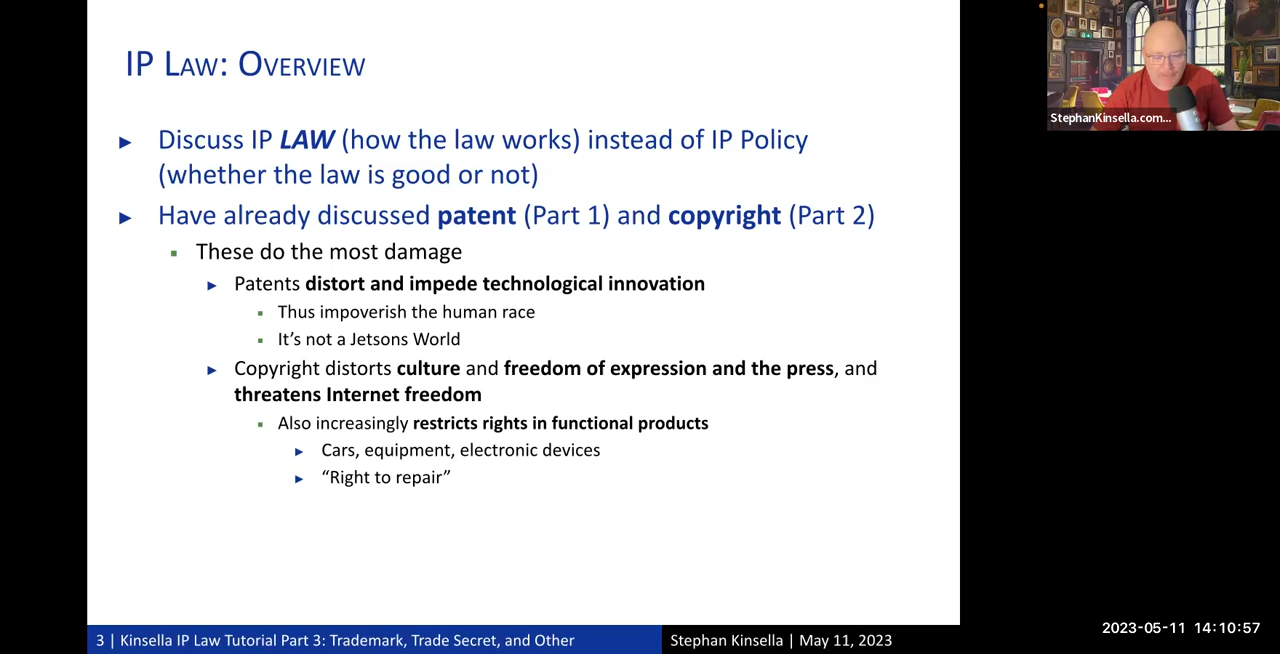 IP LAW: OVERVIEW
► Discuss IP LAW (how the law works) instead of IP Policy
(whether the law is good or not)
► Have already discussed patent (Part 1) and copyright (Part 2)
▪ These do the most damage
► Patents distort and impede technological innovation
▪ Thus impoverish the human race
▪ It’s not a Jetsons World
► Copyright distorts culture and freedom of expression and the press, and
threatens Internet freedom
▪ Also increasingly restricts rights in functional products
► Cars, equipment, electronic devices
► “Right to repair”
3 | Kinsella IP Law Tutorial Part 3: Trademark, Trade Secret, and Other
Stephan Kinsella | May 11, 2023
StephanKinsella.com...
2023-05-11 14:10:57